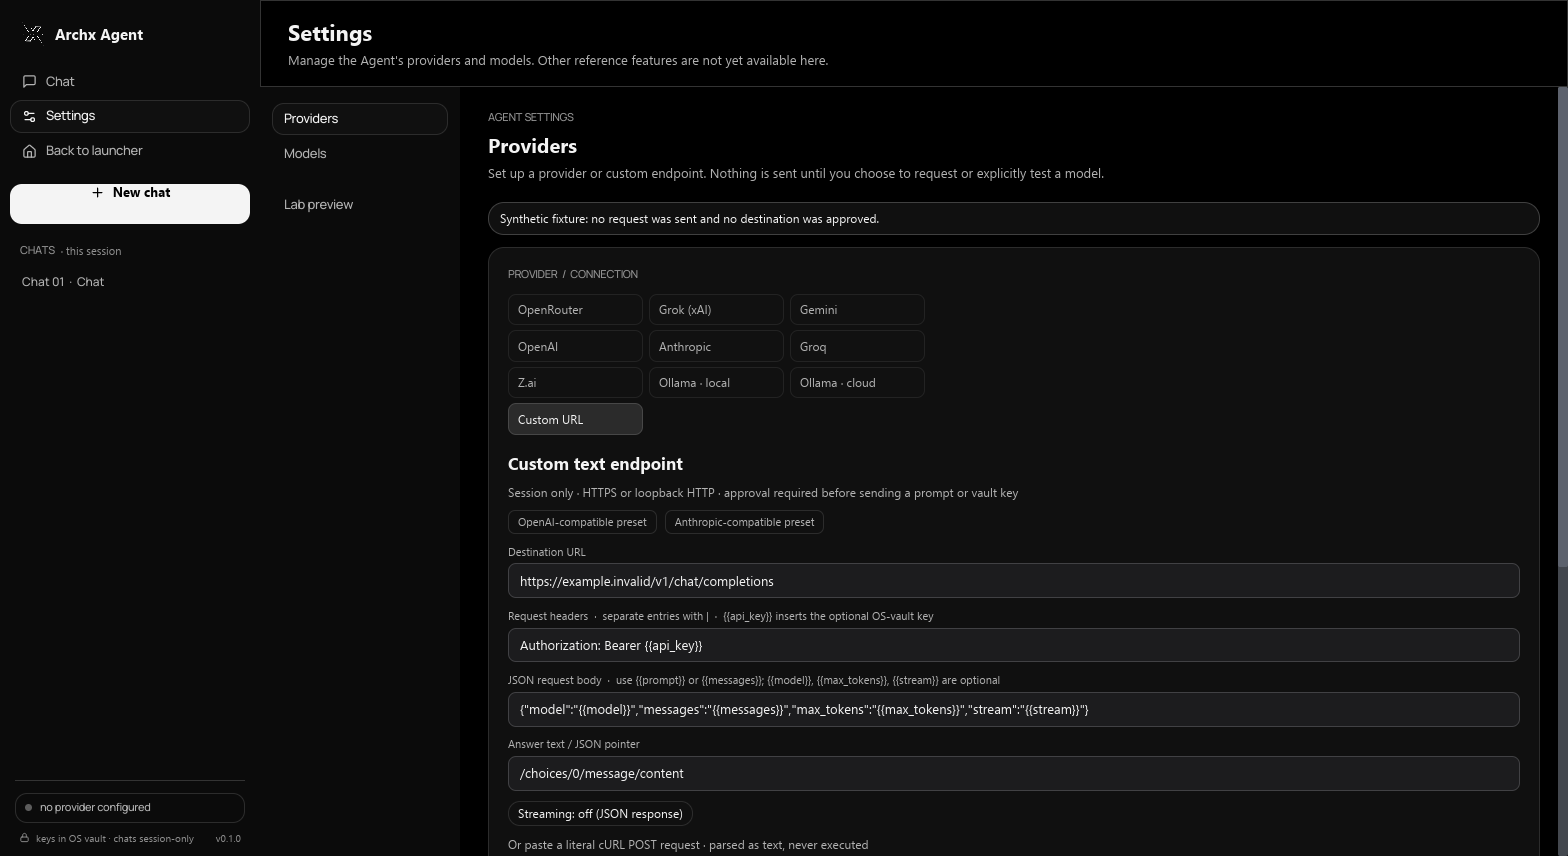 Archx Agent
Chat
Settings
Back to launcher
+ New chat
CHATS · this session
Chat 01 · Chat
no provider configured
keys in OS vault · chats session-only v0.1.0
Settings
Manage the Agent's providers and models. Other reference features are not yet available here.
Providers
Models
Lab preview
AGENT SETTINGS
Providers
Set up a provider or custom endpoint. Nothing is sent until you choose to request or explicitly test a model.
Synthetic fixture: no request was sent and no destination was approved.
PROVIDER / CONNECTION
OpenRouter Grok (xAI) Gemini
OpenAI Anthropic Groq
Z.ai Ollama · local Ollama · cloud
Custom URL
Custom text endpoint
Session only · HTTPS or loopback HTTP · approval required before sending a prompt or vault key
OpenAI-compatible preset Anthropic-compatible preset
Destination URL
https://example.invalid/v1/chat/completions
Request headers · separate entries with | · {{api_key}} inserts the optional OS-vault key
Authorization: Bearer {{api_key}}
JSON request body · use {{prompt}} or {{messages}}; {{model}}, {{max_tokens}}, {{stream}} are optional
{"model":"{{model}}","messages":"{{messages}}","max_tokens":"{{max_tokens}}","stream":"{{stream}}"}
Answer text / JSON pointer
/choices/0/message/content
Streaming: off (JSON response)
Or paste a literal cURL POST request · parsed as text, never executed